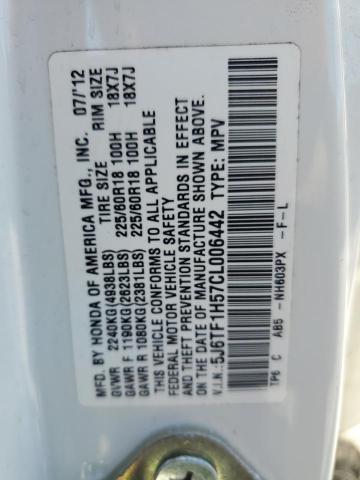 MFD. BY HONDA OF AMERICA MFG., INC. 07/'12
TIRE SIZE RIM SIZE
GVWR 2240KG(4938LBS)
GAWR F 1190KG(2623LBS) 225/60R18 100H 18X7J
GAWR R 1080KG(2381LBS) 225/60R18 100H 18X7J
THIS VEHICLE CONFORMS TO ALL APPLICABLE
FEDERAL MOTOR VEHICLE SAFETY
AND THEFT PREVENTION STANDARDS IN EFFECT
ON THE DATE OF MANUFACTURE SHOWN ABOVE.
V.I.N.:5J6TF1H57CL006442 TYPE: MPV
TP6 C AB5 -NH603PX -F-L